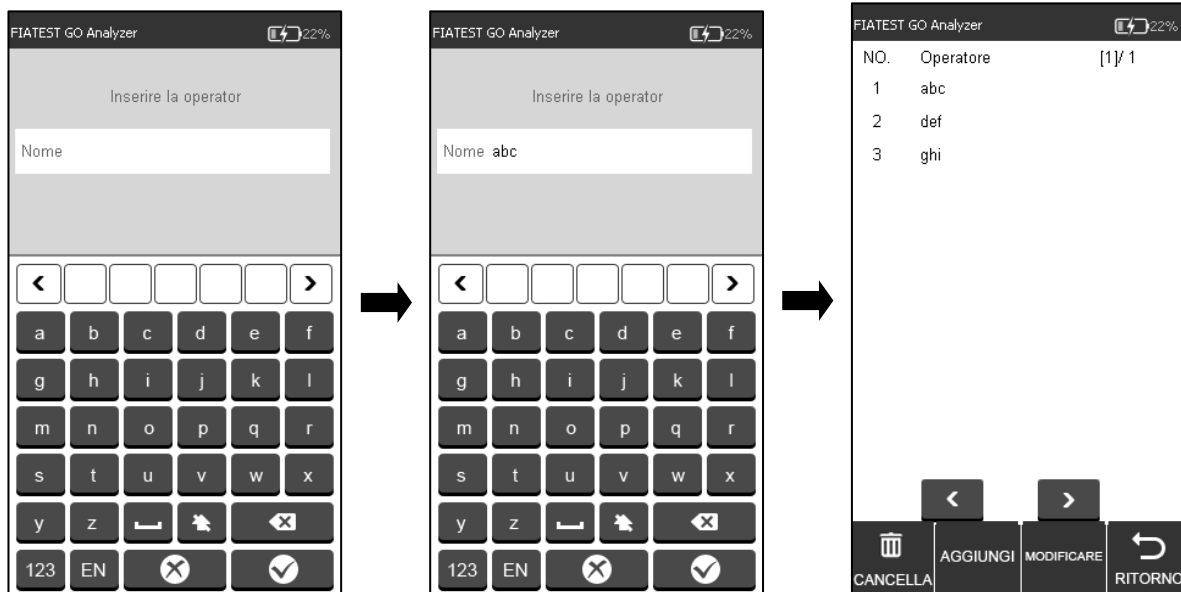 FIATEST GO Analyzer 22%
Inserire la operator
Nome
a b c d e f
g h i j k l
m n o p q r
s t u v w x
y z
123 EN
FIATEST GO Analyzer 22%
Inserire la operator
Nome abc
a b c d e f
g h i j k l
m n o p q r
s t u v w x
y z
123 EN
FIATEST GO Analyzer 22%
NO. Operatore [1]/ 1
1 abc
2 def
3 ghi
CANCELLA AGGIUNGI MODIFICARE RITORNO